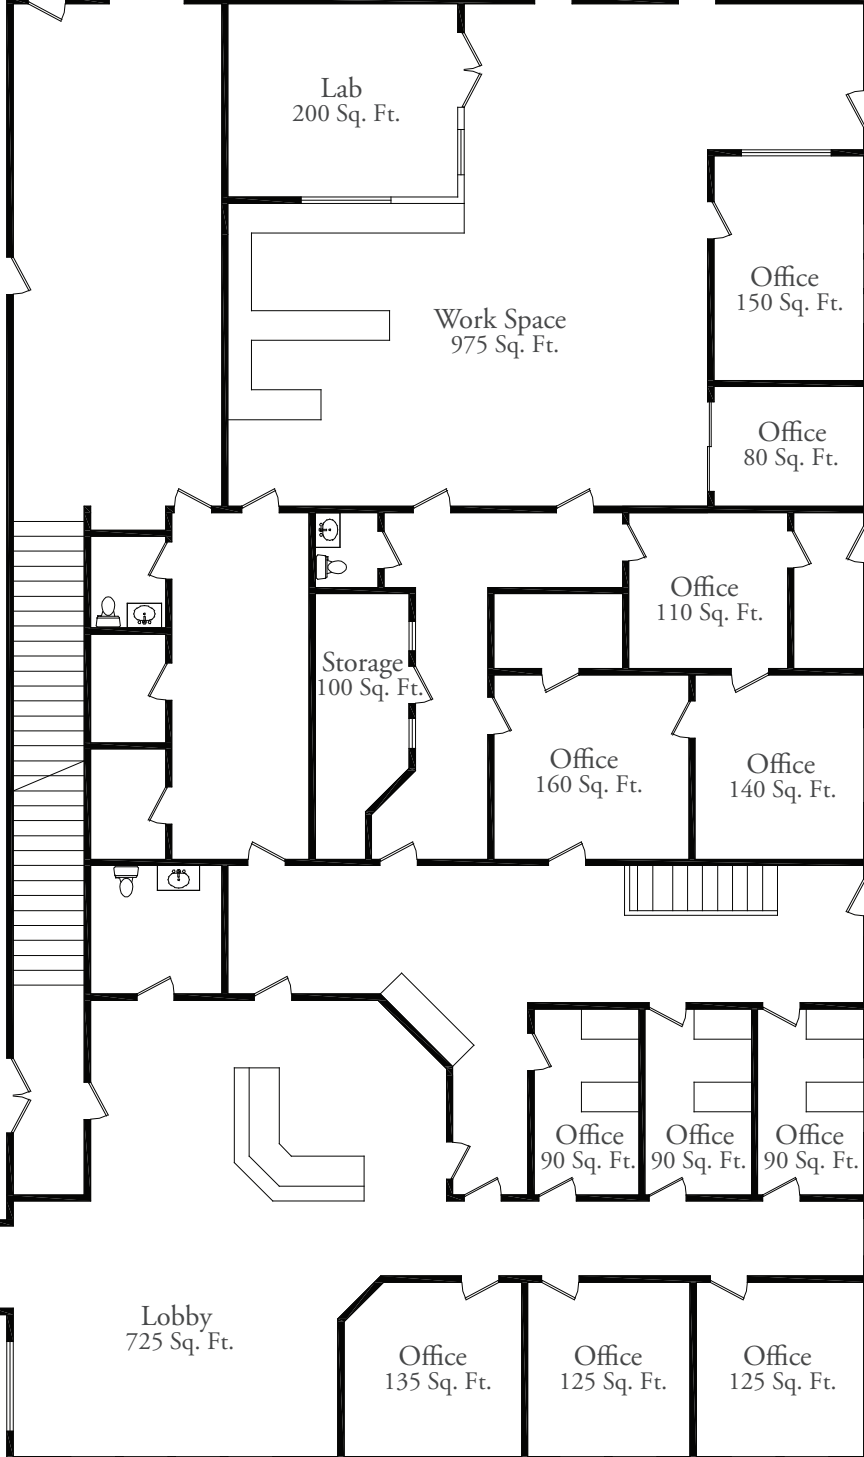 Lab
200 Sq. Ft.
Office
150 Sq. Ft.
Work Space
975 Sq. Ft.
Office
80 Sq. Ft.
Office
110 Sq. Ft.
Storage
100 Sq. Ft.
Office
160 Sq. Ft.
Office
140 Sq. Ft.
Office
90 Sq. Ft.
Office
90 Sq. Ft.
Office
90 Sq. Ft.
Lobby
725 Sq. Ft.
Office
135 Sq. Ft.
Office
125 Sq. Ft.
Office
125 Sq. Ft.